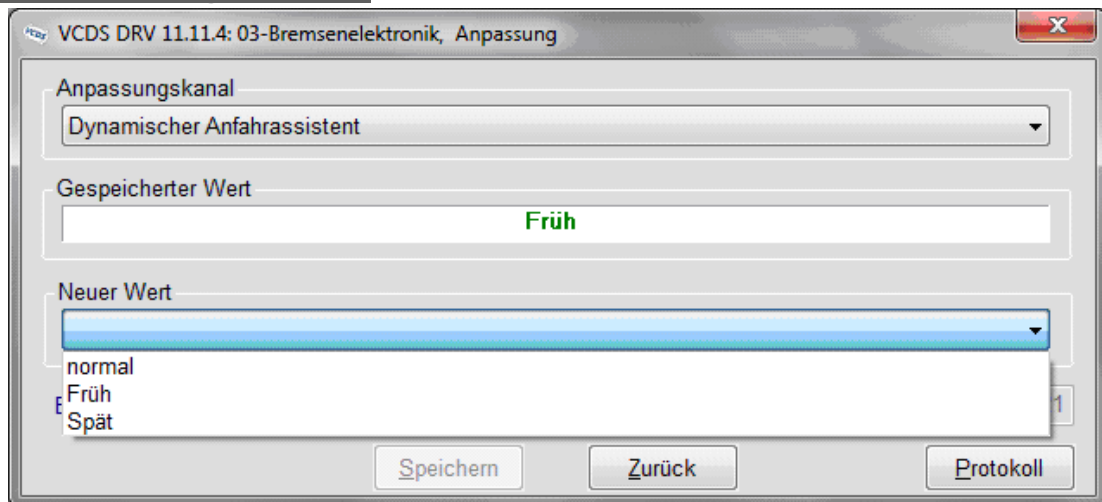 VCDS DRV 11.11.4: 03-Bremsenelektronik, Anpassung
Anpassungskanal
Dynamischer Anfahrassistent
Gespeicherter Wert
Früh
Neuer Wert
normal
Früh
Spät
Speichern Zurück Protokoll